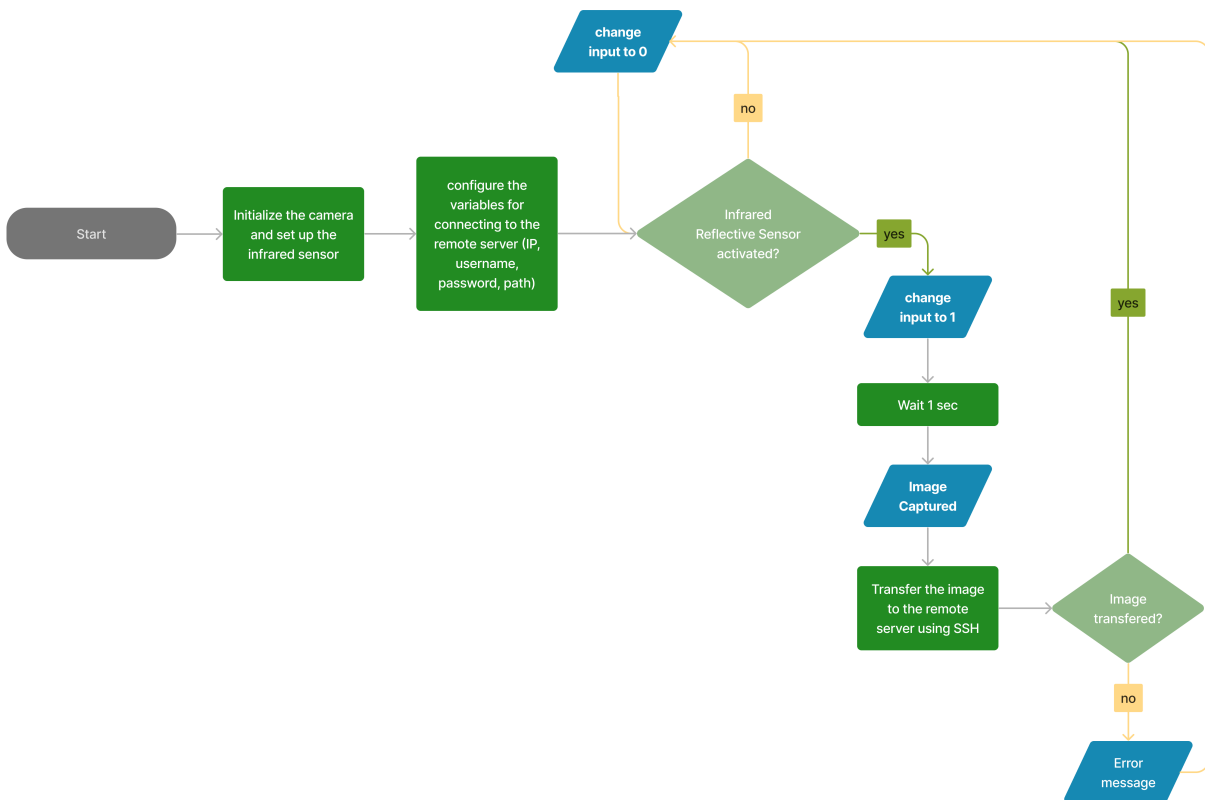 change
input to 0
no
Start
Initialize the camera
and set up the
infrared sensor
configure the
variables for
connecting to the
remote server (IP,
username,
password, path)
Infrared
Reflective Sensor
activated?
yes
change
input to 1
yes
Wait 1 sec
Image
Captured
Transfer the image
to the remote
server using SSH
Image
transfered?
no
Error
message